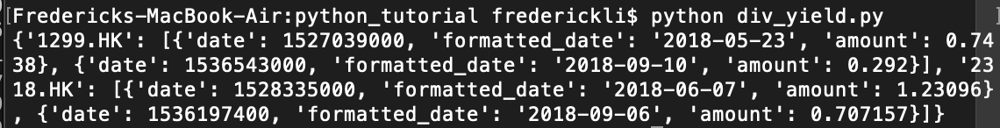 Fredericks-MacBook-Air:python_tutorial frederickli$ python div_yield.py
{'1299.HK': [{'date': 1527039000, 'formatted_date': '2018-05-23', 'amount': 0.74
38}, {'date': 1536543000, 'formatted_date': '2018-09-10', 'amount': 0.292}], '23
18.HK': [{'date': 1528335000, 'formatted_date': '2018-06-07', 'amount': 1.23096}
, {'date': 1536197400, 'formatted_date': '2018-09-06', 'amount': 0.707157}]}